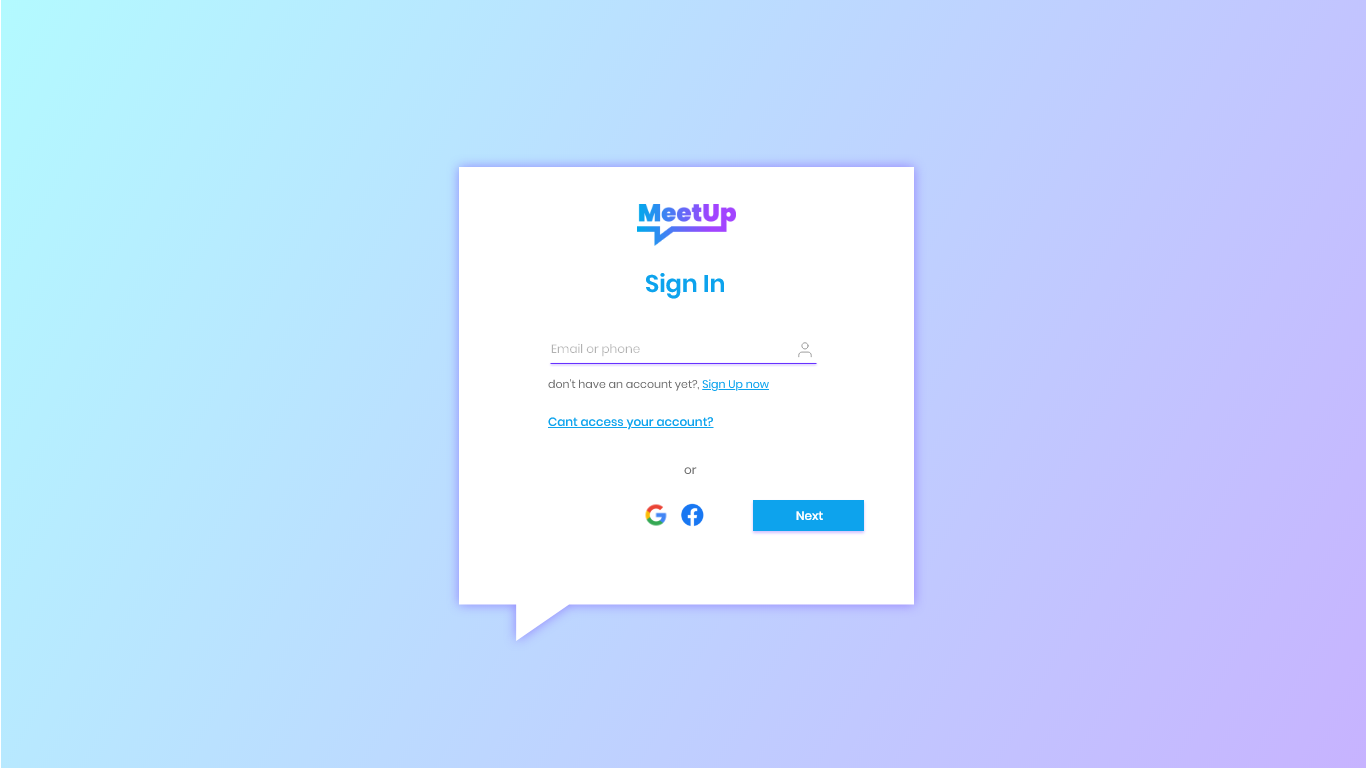 MeetUp
Sign In
Email or phone
don't have an account yet?, Sign Up now
Cant access your account?
or
Next